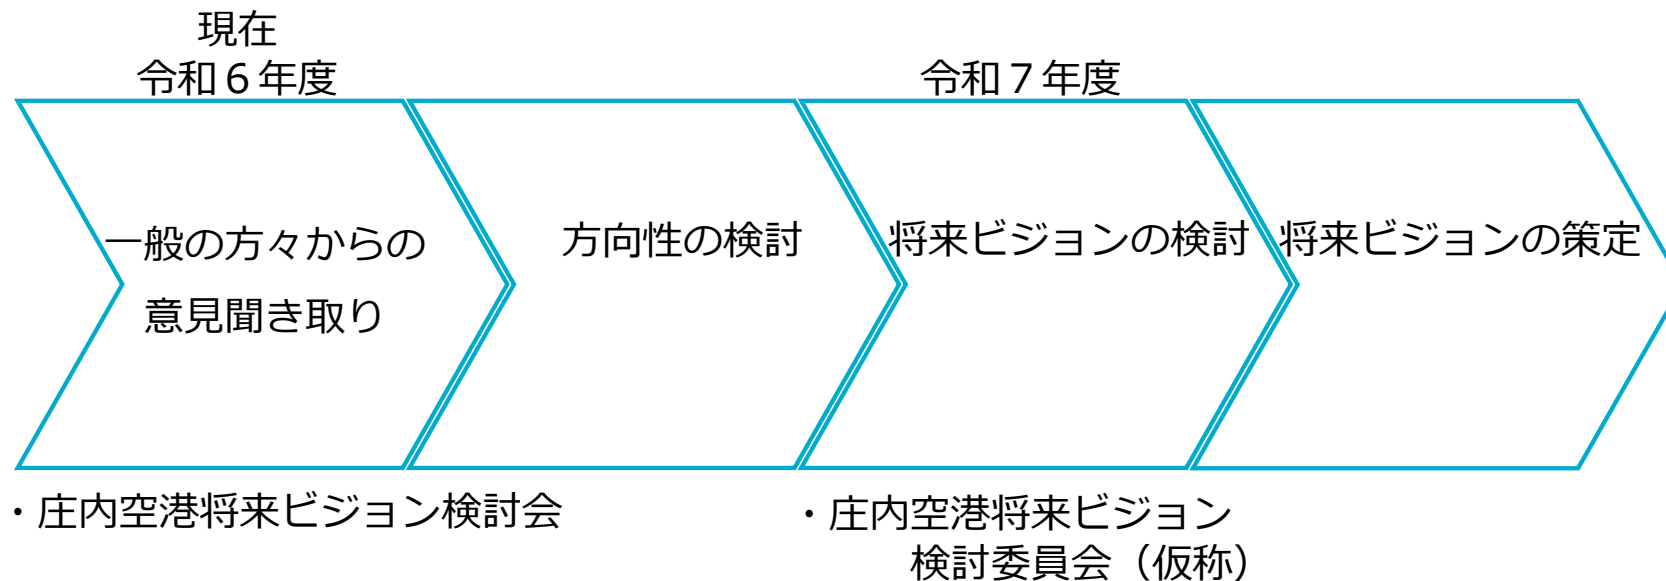 現在
令和６年度
令和７年度
一般の方々からの
意見聞き取り
方向性の検討
将来ビジョンの検討
将来ビジョンの策定
・庄内空港将来ビジョン検討会
・庄内空港将来ビジョン
検討委員会（仮称）